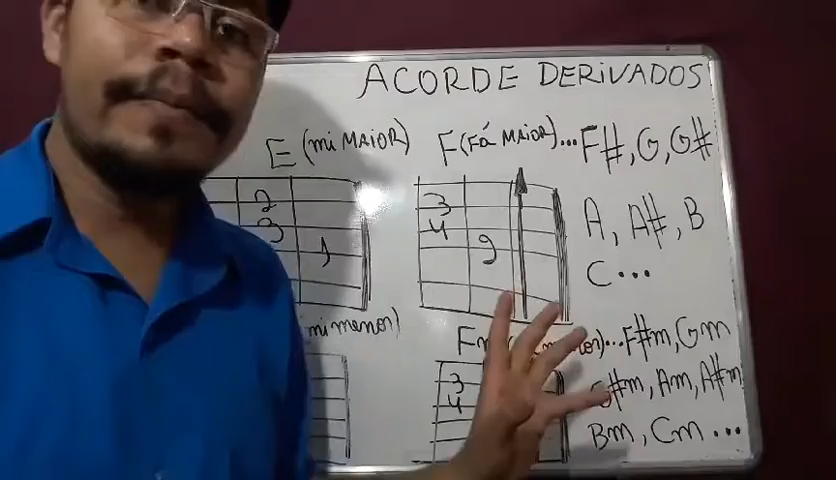 ACORDE DERIVADOS
E (mi MAIOR)
F (FÁ MAIOR)... F#, G, G#
A, A#, B
C...
2
3
1
3
4
2
mi menor)
Fm ... F#m, Gm
G#m, Am, A#m
Bm, Cm ...
3
4